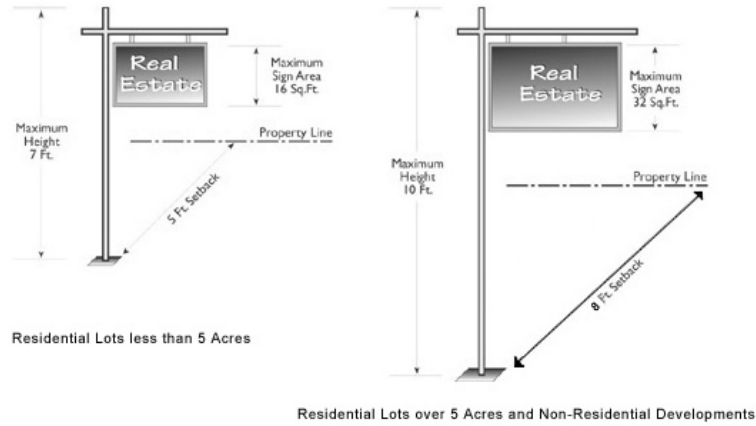 Real
Estate
Maximum
Sign Area
16 Sq.Ft.
Maximum
Height
7 Ft.
Property Line
5 Ft. Setback
Residential Lots less than 5 Acres
Real
Estate
Maximum
Sign Area
32 Sq.Ft.
Maximum
Height
10 Ft.
Property Line
8 Ft. Setback
Residential Lots over 5 Acres and Non-Residential Developments